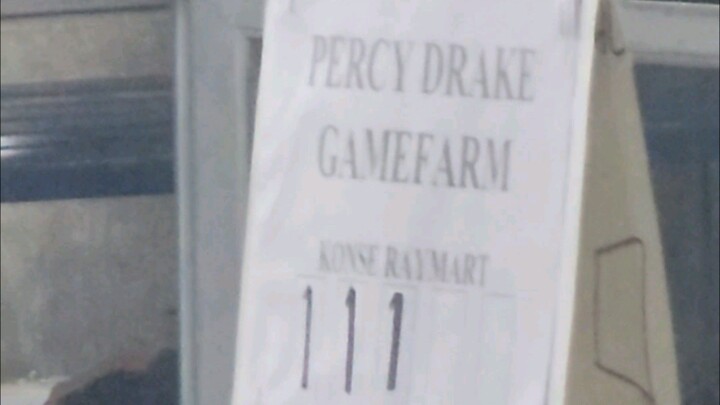 PERCY DRAKE
GAMEFARM
KONSE RAYMART
111